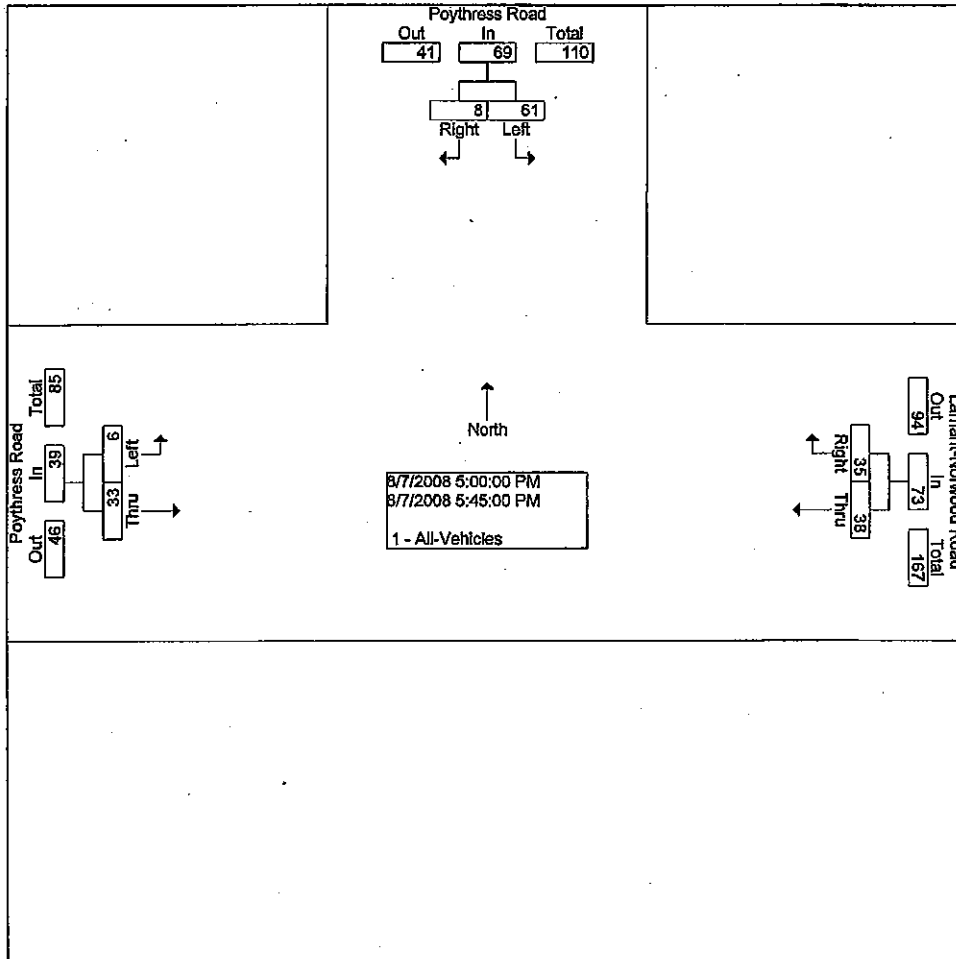 Poythress Road
Out In Total
41 69 110
8 61
Right Left
North
8/7/2008 5:00:00 PM
8/7/2008 5:45:00 PM
1 - All-Vehicles
Poythress Road
Out In Total
46 39 85
33 6
Thru Left
Road
Out In Total
94 73 167
Right Thru
35 38